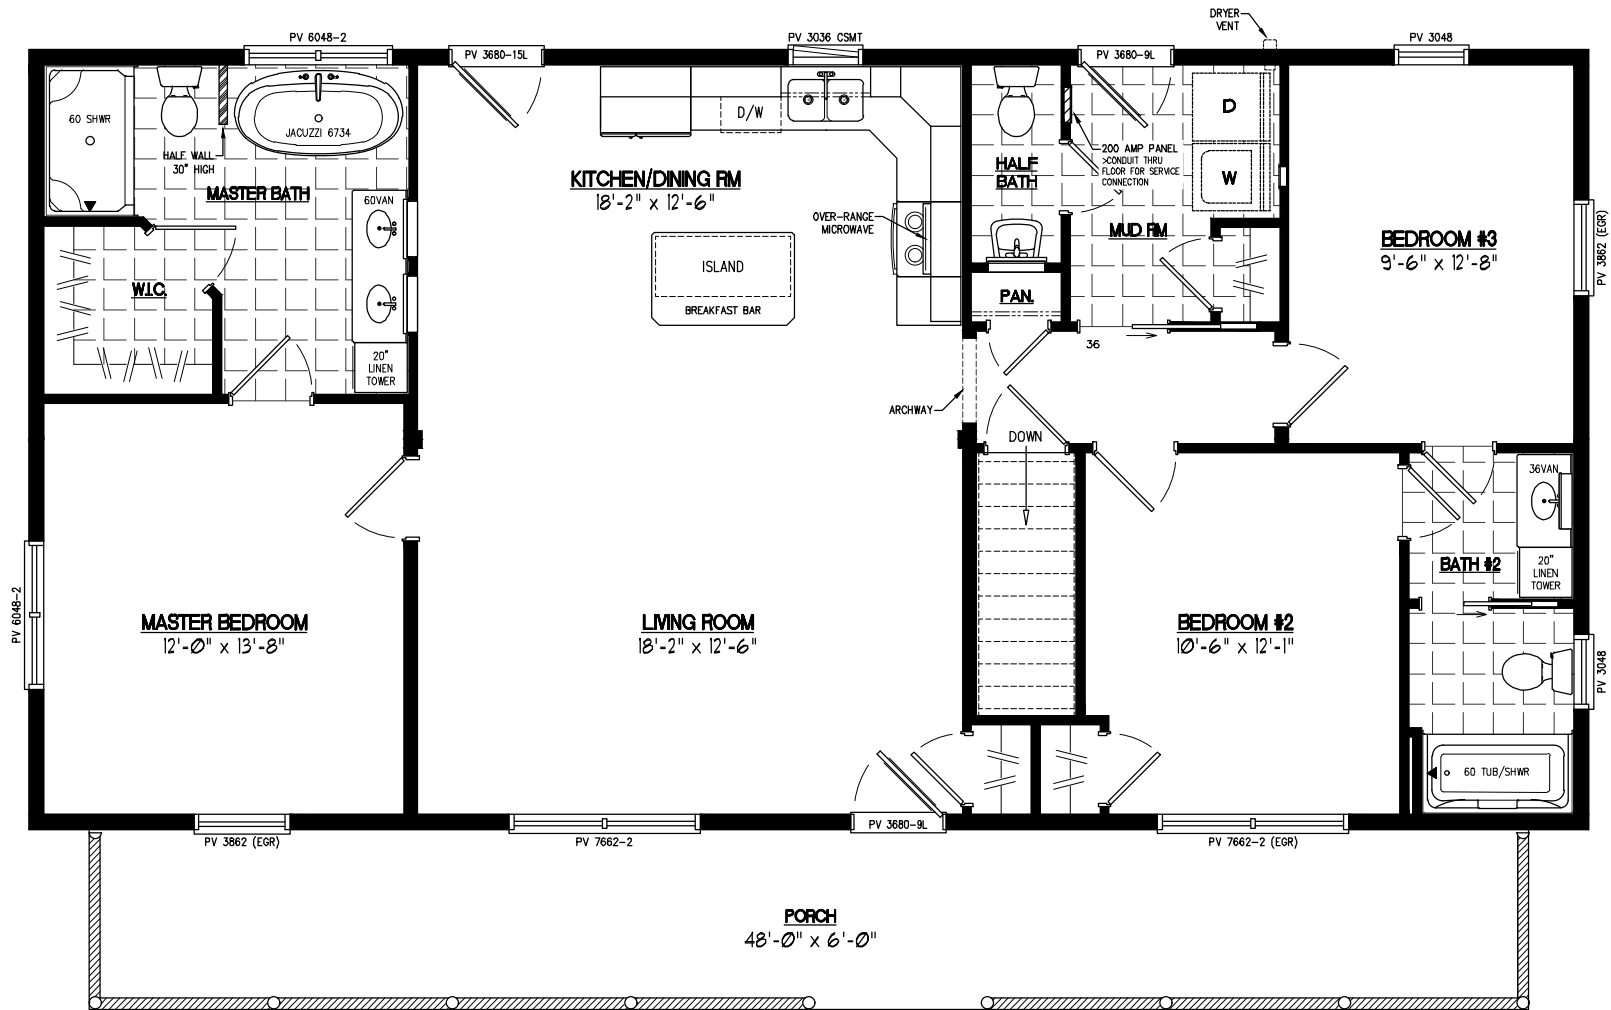 DRYER
VENT
PV 6048-2
PV 3036 CSMT
PV 3048
PV 3680-15L
PV 3680-9L
60 SHWR
JACUZZI 6734
HALF WALL
30" HIGH
MASTER BATH
60VAN
W.I.C.
20"
LINEN
TOWER
D/W
KITCHEN/DINING RM
18'-2" x 12'-6"
OVER-RANGE
MICROWAVE
ISLAND
BREAKFAST BAR
HALF
BATH
200 AMP PANEL
>CONDUIT THRU
FLOOR FOR SERVICE
CONNECTION
D
W
MUD RM
PAN.
36
BEDROOM #3
9'-6" x 12'-8"
PV 3862 (EGR)
ARCHWAY
DOWN
36VAN
BATH #2
20"
LINEN
TOWER
PV 6048-2
MASTER BEDROOM
12'-0" x 13'-8"
LIVING ROOM
18'-2" x 12'-6"
BEDROOM #2
10'-6" x 12'-1"
PV 3048
60 TUB/SHWR
PV 3680-9L
PV 3862 (EGR)
PV 7662-2
PV 7662-2 (EGR)
PORCH
48'-0" x 6'-0"